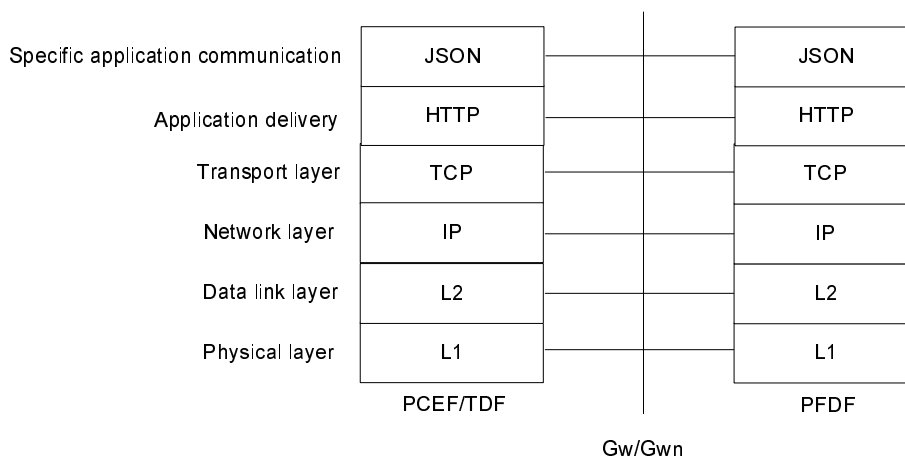 Specific application communication JSON JSON
Application delivery HTTP HTTP
Transport layer TCP TCP
Network layer IP IP
Data link layer L2 L2
Physical layer L1 L1
PCEF/TDF PFDF
Gw/Gwn